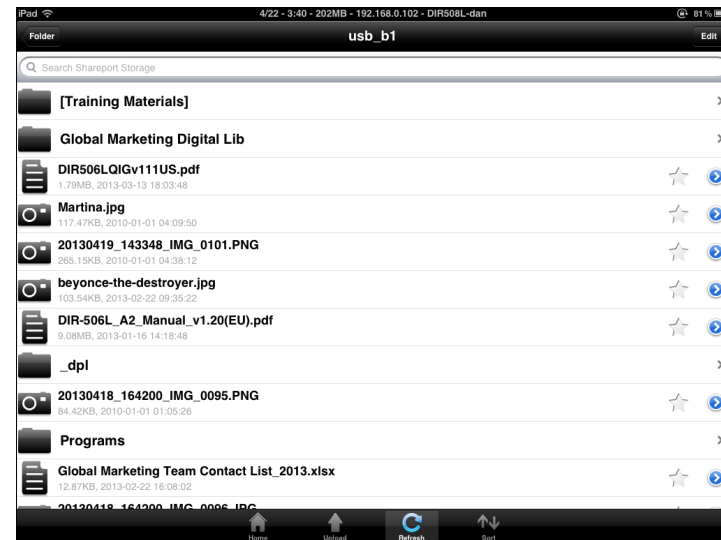 iPad 4/22 - 3:40 - 202MB - 192.168.0.102 - DIR508L-dan 81%
Folder usb_b1 Edit
Search Shareport Storage
[Training Materials]
Global Marketing Digital Lib
DIR506LQIGv111US.pdf
1.79MB, 2013-03-13 18:03:48
Martina.jpg
117.47KB, 2010-01-01 04:09:50
20130419_143348_IMG_0101.PNG
265.15KB, 2010-01-01 04:38:12
beyonce-the-destroyer.jpg
103.54KB, 2013-02-22 09:35:22
DIR-506L_A2_Manual_v1.20(EU).pdf
9.08MB, 2013-01-16 14:18:48
_dpl
20130418_164200_IMG_0095.PNG
84.42KB, 2010-01-01 01:05:26
Programs
Global Marketing Team Contact List_2013.xlsx
12.87KB, 2013-02-22 16:08:02
20130418_164200_IMG_0096.JPG
Home Upload Refresh Sort